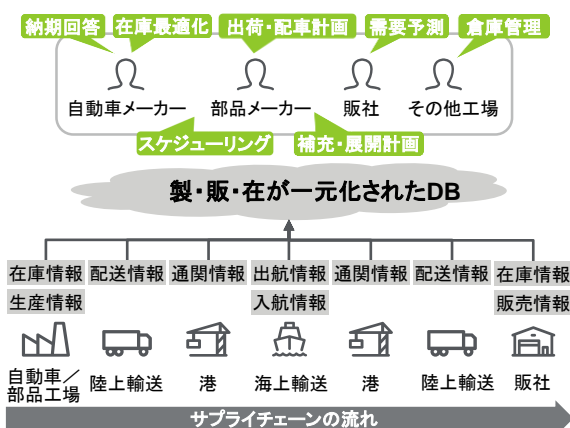 納期回答
在庫最適化
出荷・配車計画
需要予測
倉庫管理
自動車メーカー
部品メーカー
販社
その他工場
スケジューリング
補充・展開計画
製・販・在が一元化されたDB
在庫情報
配送情報
通関情報
出航情報
通関情報
配送情報
在庫情報
生産情報
入航情報
販売情報
自動車／
部品工場
陸上輸送
港
海上輸送
港
陸上輸送
販社
サプライチェーンの流れ